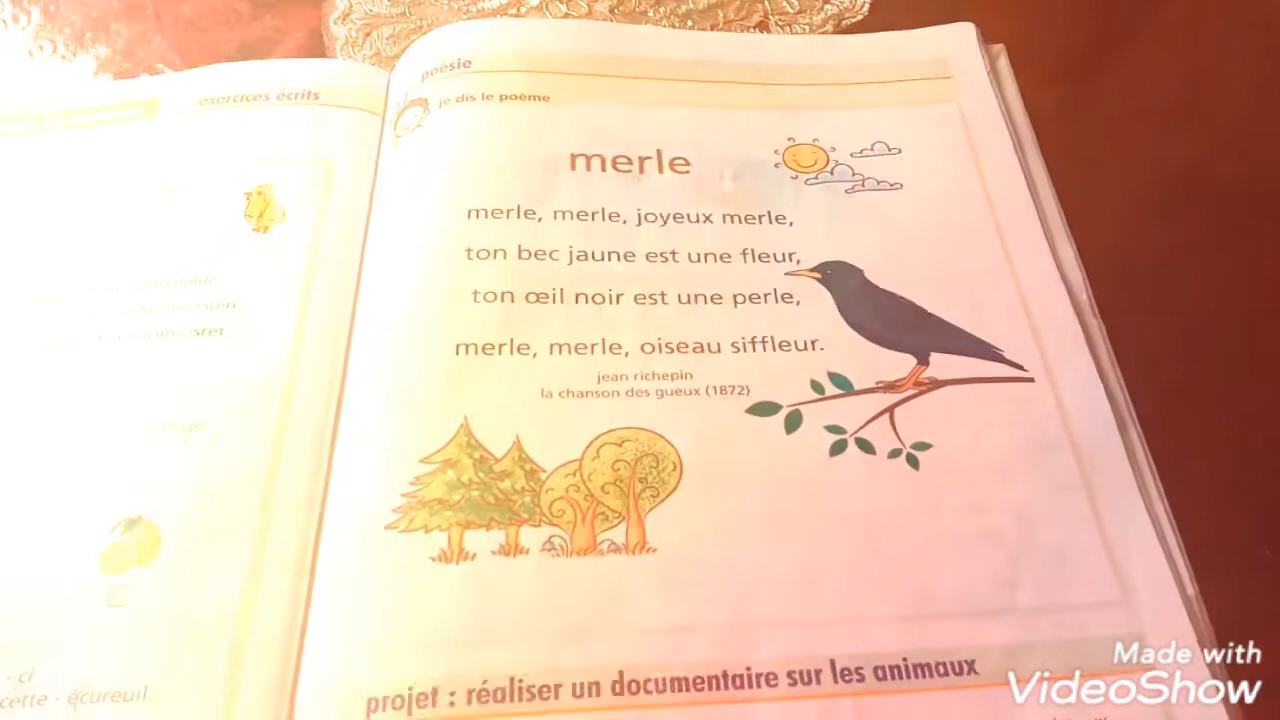 exercices écrits
- ci
cette - écureuil
poésie
je dis le poème
merle
merle, merle, joyeux merle,
ton bec jaune est une fleur,
ton œil noir est une perle,
merle, merle, oiseau siffleur.
jean richepin
la chanson des gueux (1872)
projet : réaliser un documentaire sur les animaux
Made with
VideoShow